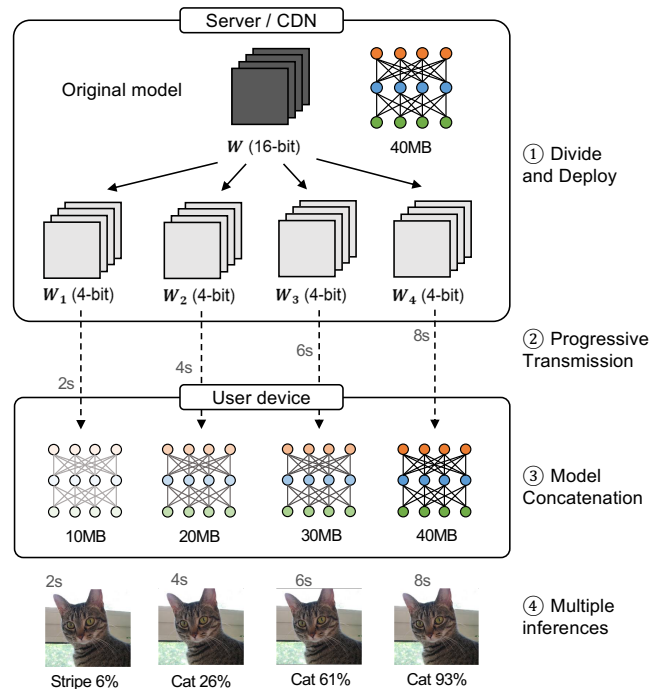 Server / CDN
Original model
W (16-bit)
40MB
① Divide
and Deploy
W₁ (4-bit)
W₂ (4-bit)
W₃ (4-bit)
W₄ (4-bit)
② Progressive
Transmission
2s
4s
6s
8s
User device
10MB
20MB
30MB
40MB
③ Model
Concatenation
2s
4s
6s
8s
④ Multiple
inferences
Stripe 6%
Cat 26%
Cat 61%
Cat 93%